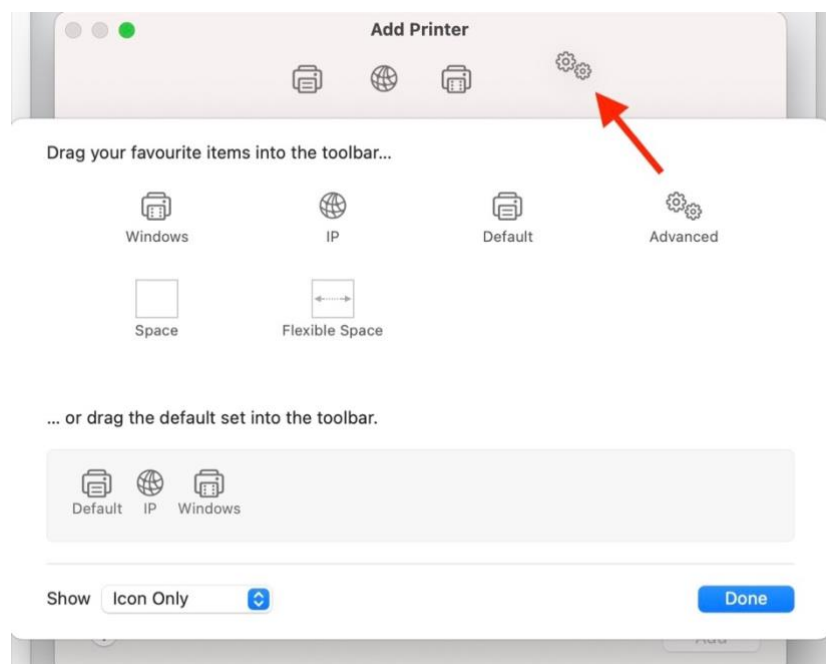 Add Printer
Drag your favourite items into the toolbar...
Windows IP Default Advanced
Space Flexible Space
... or drag the default set into the toolbar.
Default IP Windows
Show Icon Only Done
Add